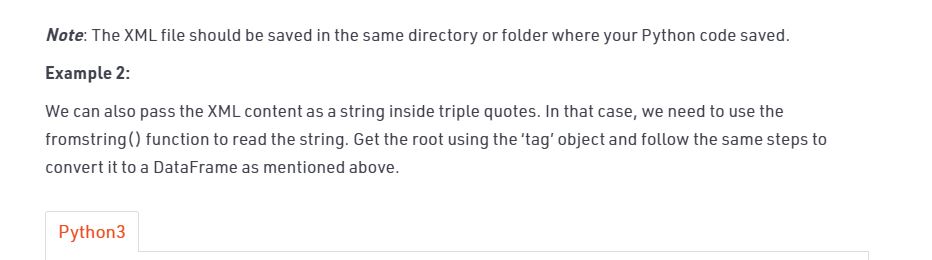 Note: The XML file should be saved in the same directory or folder where your Python code saved.
Example 2:
We can also pass the XML content as a string inside triple quotes. In that case, we need to use the
fromstring() function to read the string. Get the root using the ‘tag’ object and follow the same steps to
convert it to a DataFrame as mentioned above.
Python3